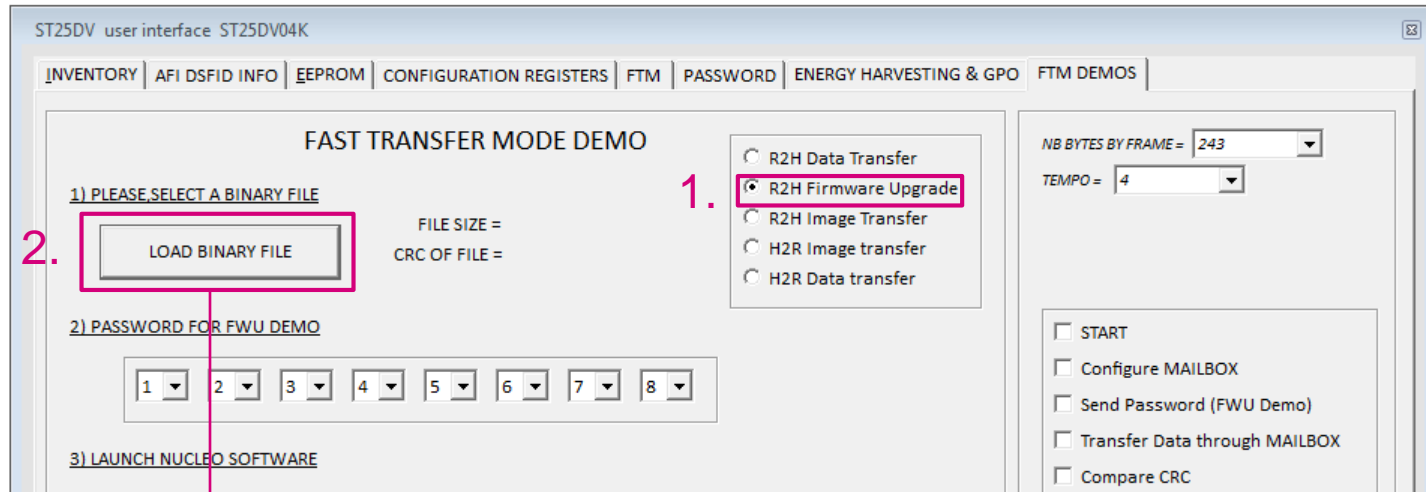 ST25DV user interface ST25DV04K
INVENTORY AFI DSFID INFO EEPROM CONFIGURATION REGISTERS FTM PASSWORD ENERGY HARVESTING & GPO FTM DEMOS
FAST TRANSFER MODE DEMO
1) PLEASE,SELECT A BINARY FILE
2.
LOAD BINARY FILE
FILE SIZE =
CRC OF FILE =
1.
R2H Data Transfer
R2H Firmware Upgrade
R2H Image Transfer
H2R Image transfer
H2R Data transfer
2) PASSWORD FOR FWU DEMO
1 2 3 4 5 6 7 8
3) LAUNCH NUCLEO SOFTWARE
NB BYTES BY FRAME = 243
TEMPO = 4
START
Configure MAILBOX
Send Password (FWU Demo)
Transfer Data through MAILBOX
Compare CRC